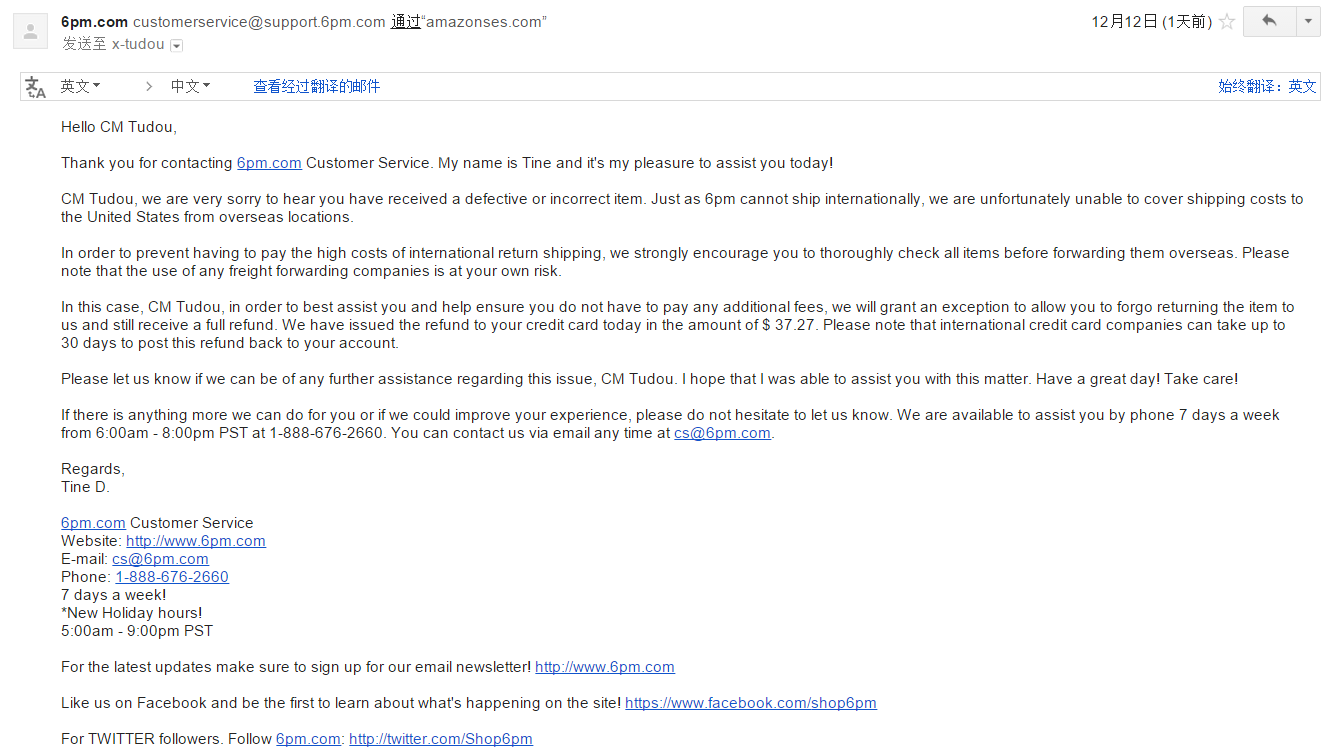 6pm.com customerservice@support.6pm.com 通过“amazonses.com”
12月12日 (1天前)
发送至 x-tudou
文A
英文
中文
查看经过翻译的邮件
始终翻译：英文
Hello CM Tudou,
Thank you for contacting 6pm.com Customer Service. My name is Tine and it's my pleasure to assist you today!
CM Tudou, we are very sorry to hear you have received a defective or incorrect item. Just as 6pm cannot ship internationally, we are unfortunately unable to cover shipping costs to
the United States from overseas locations.
In order to prevent having to pay the high costs of international return shipping, we strongly encourage you to thoroughly check all items before forwarding them overseas. Please
note that the use of any freight forwarding companies is at your own risk.
In this case, CM Tudou, in order to best assist you and help ensure you do not have to pay any additional fees, we will grant an exception to allow you to forgo returning the item to
us and still receive a full refund. We have issued the refund to your credit card today in the amount of $ 37.27. Please note that international credit card companies can take up to
30 days to post this refund back to your account.
Please let us know if we can be of any further assistance regarding this issue, CM Tudou. I hope that I was able to assist you with this matter. Have a great day! Take care!
If there is anything more we can do for you or if we could improve your experience, please do not hesitate to let us know. We are available to assist you by phone 7 days a week
from 6:00am - 8:00pm PST at 1-888-676-2660. You can contact us via email any time at cs@6pm.com.
Regards,
Tine D.
6pm.com Customer Service
Website: http://www.6pm.com
E-mail: cs@6pm.com
Phone: 1-888-676-2660
7 days a week!
*New Holiday hours!
5:00am - 9:00pm PST
For the latest updates make sure to sign up for our email newsletter! http://www.6pm.com
Like us on Facebook and be the first to learn about what's happening on the site! https://www.facebook.com/shop6pm
For TWITTER followers. Follow 6pm.com: http://twitter.com/Shop6pm